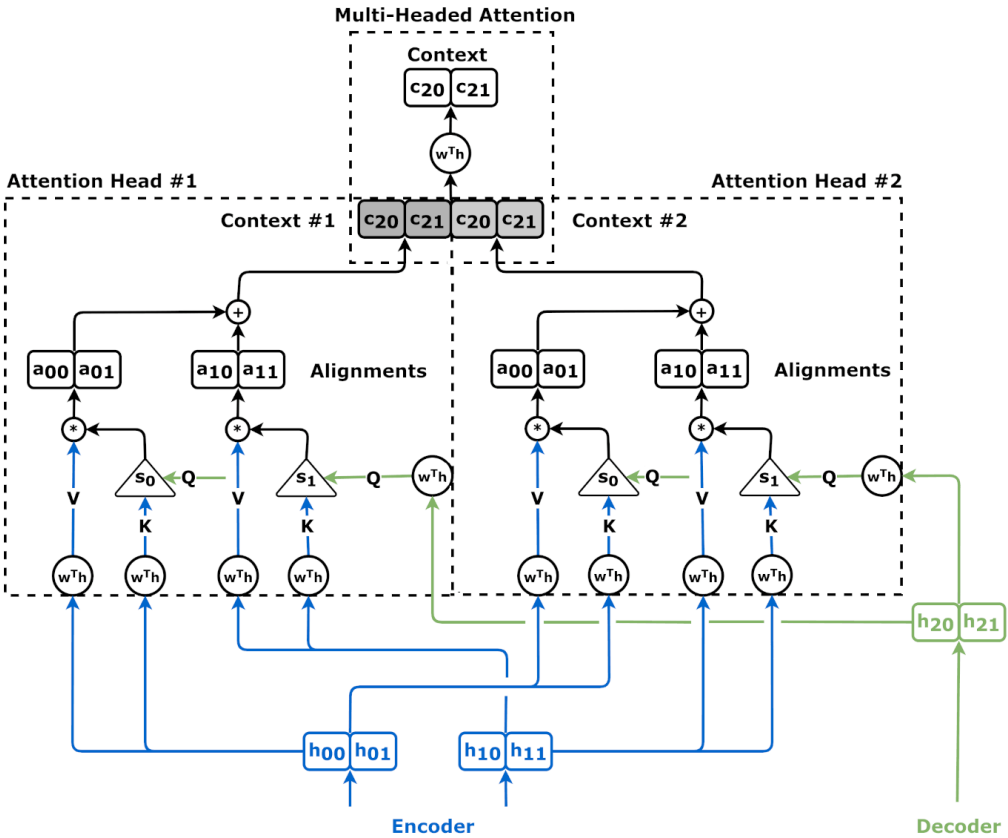 Multi-Headed Attention
Context
c20 c21
wTh
Attention Head #1 Attention Head #2
Context #1 c20 c21 c20 c21 Context #2
+ +
a00 a01 a10 a11 Alignments a00 a01 a10 a11 Alignments
* * * *
s0 Q s1 Q wTh s0 Q s1 Q wTh
V V V V
K K K K
wTh wTh wTh wTh wTh wTh wTh wTh
h20 h21
h00 h01 h10 h11
Encoder Decoder